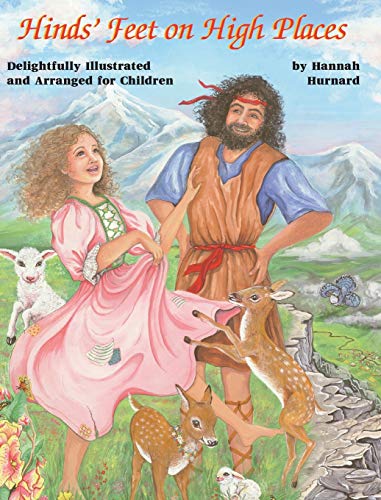 Hinds' Feet on High Places
Delightfully Illustrated
and Arranged for Children
by Hannah
Hurnard